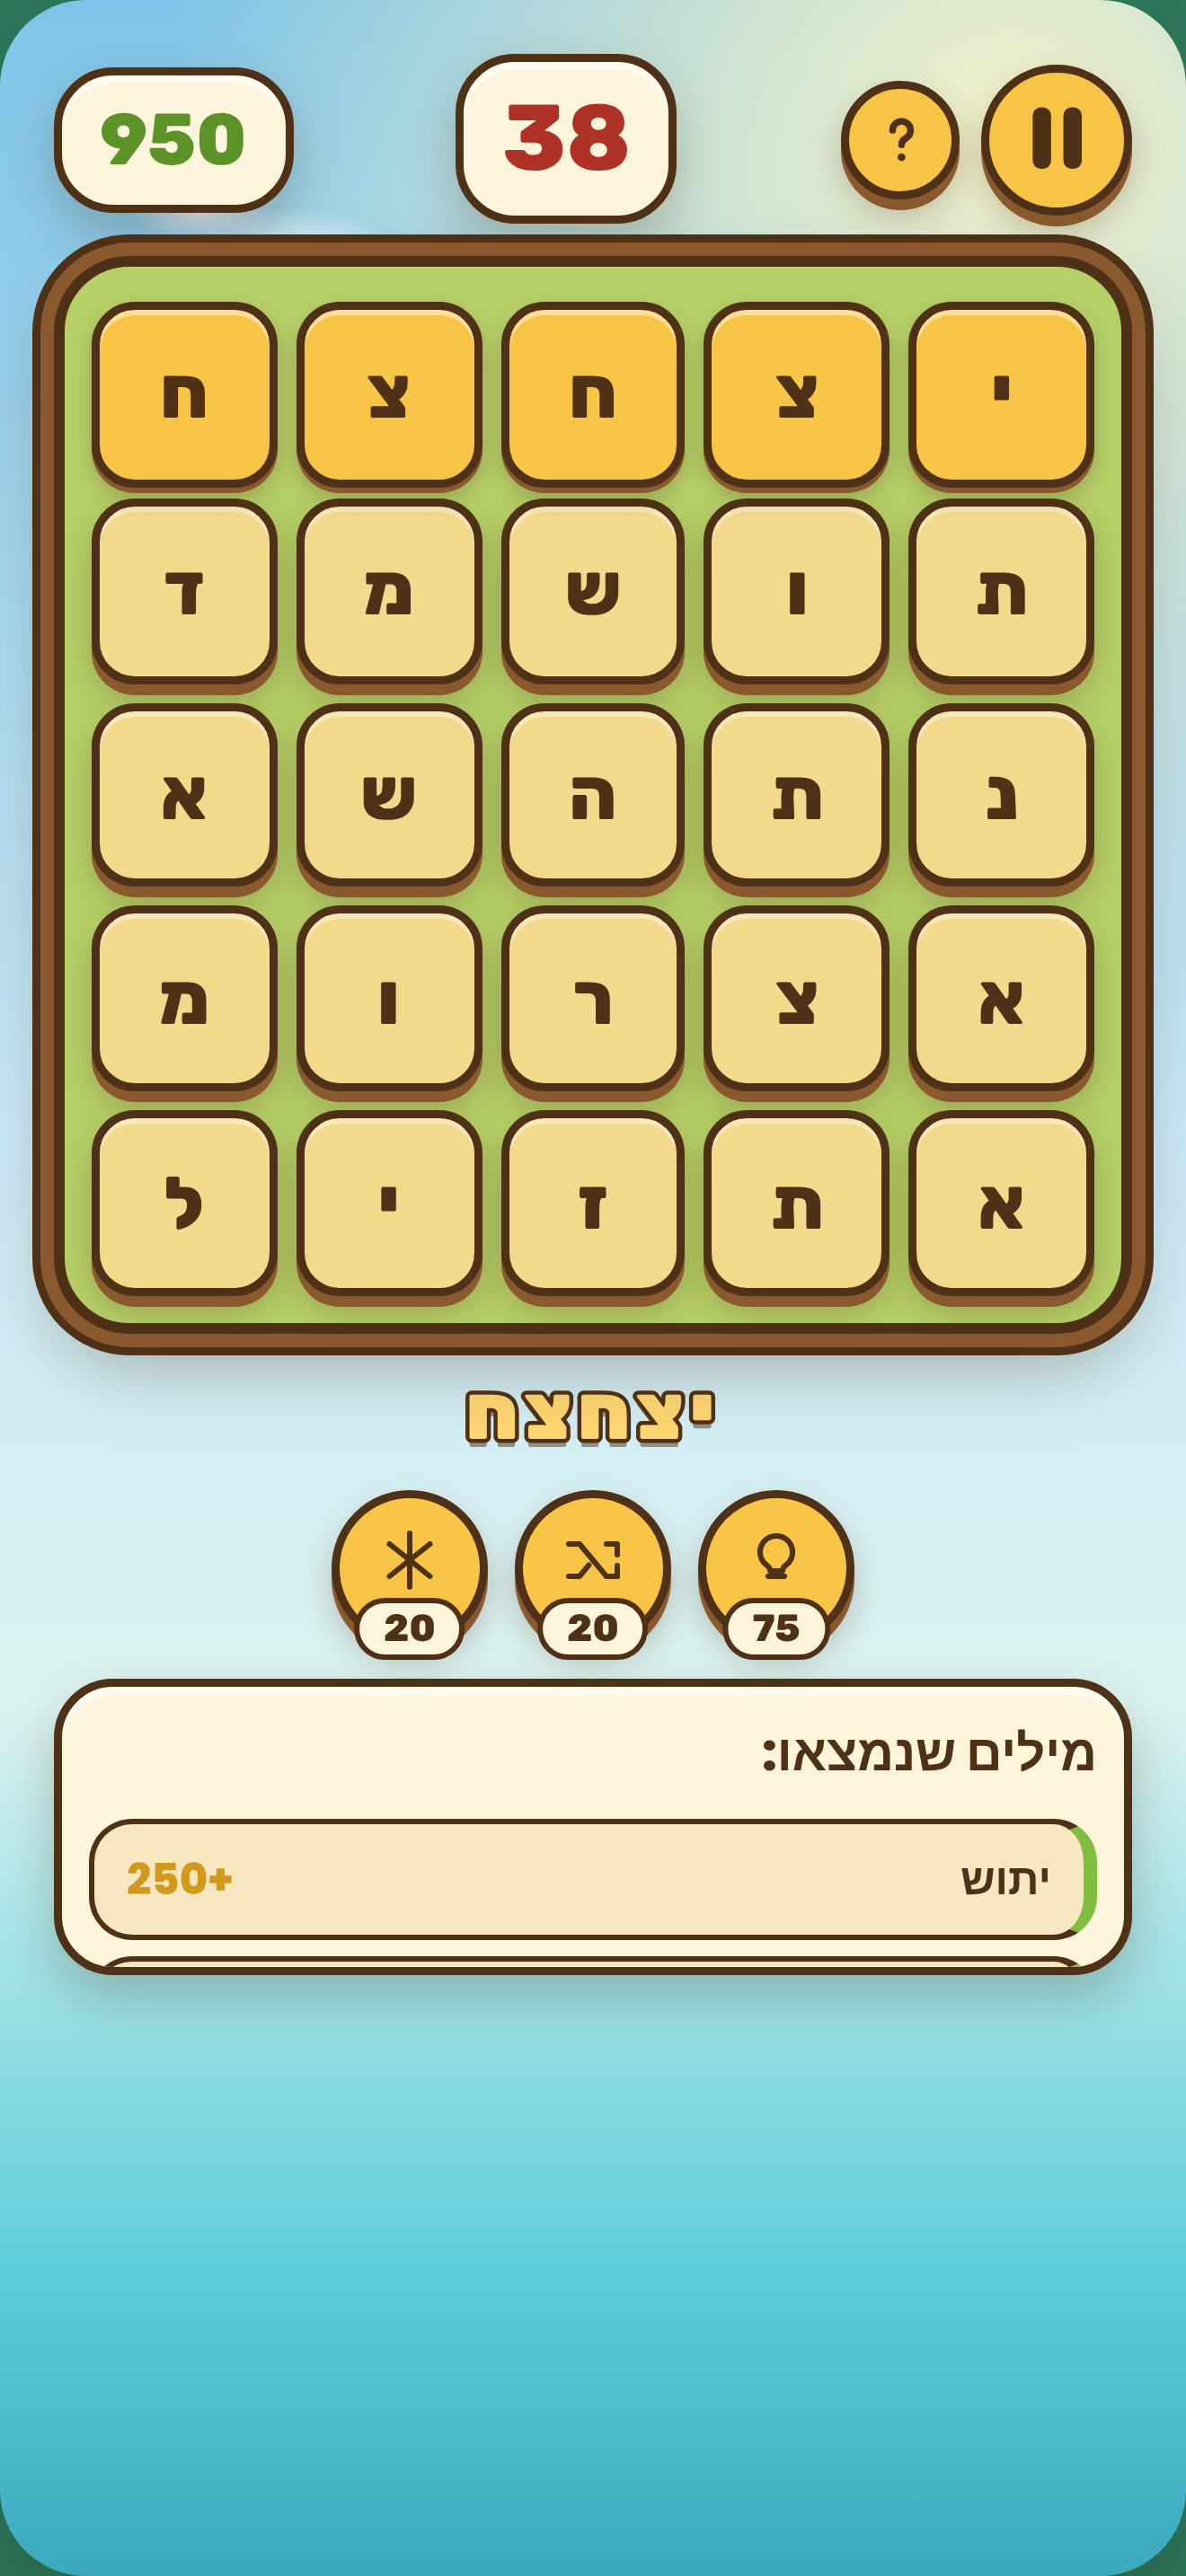 950 38 ?
י צ ח צ ח
ת ו ש מ ד
נ ת ה ש א
א צ ר ו מ
א ת ז י ל
יצחצח
20 20 75
מילים שנמצאו:
יתוש +250